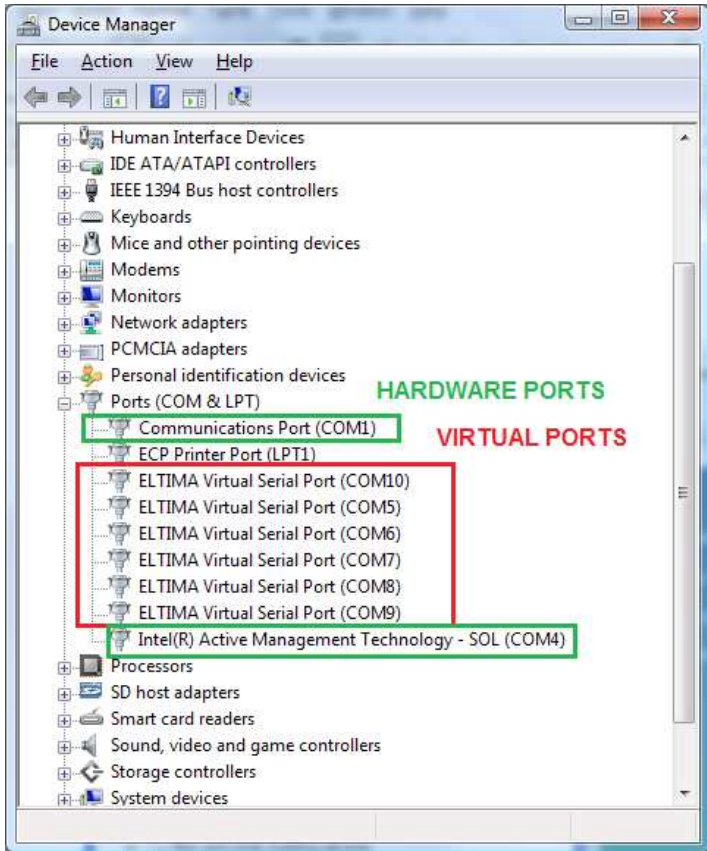 Device Manager
File Action View Help
Human Interface Devices
IDE ATA/ATAPI controllers
IEEE 1394 Bus host controllers
Keyboards
Mice and other pointing devices
Modems
Monitors
Network adapters
PCMCIA adapters
Personal identification devices
HARDWARE PORTS
Ports (COM & LPT)
Communications Port (COM1)
VIRTUAL PORTS
ECP Printer Port (LPT1)
ELTIMA Virtual Serial Port (COM10)
ELTIMA Virtual Serial Port (COM5)
ELTIMA Virtual Serial Port (COM6)
ELTIMA Virtual Serial Port (COM7)
ELTIMA Virtual Serial Port (COM8)
ELTIMA Virtual Serial Port (COM9)
Intel(R) Active Management Technology - SOL (COM4)
Processors
SD host adapters
Smart card readers
Sound, video and game controllers
Storage controllers
System devices